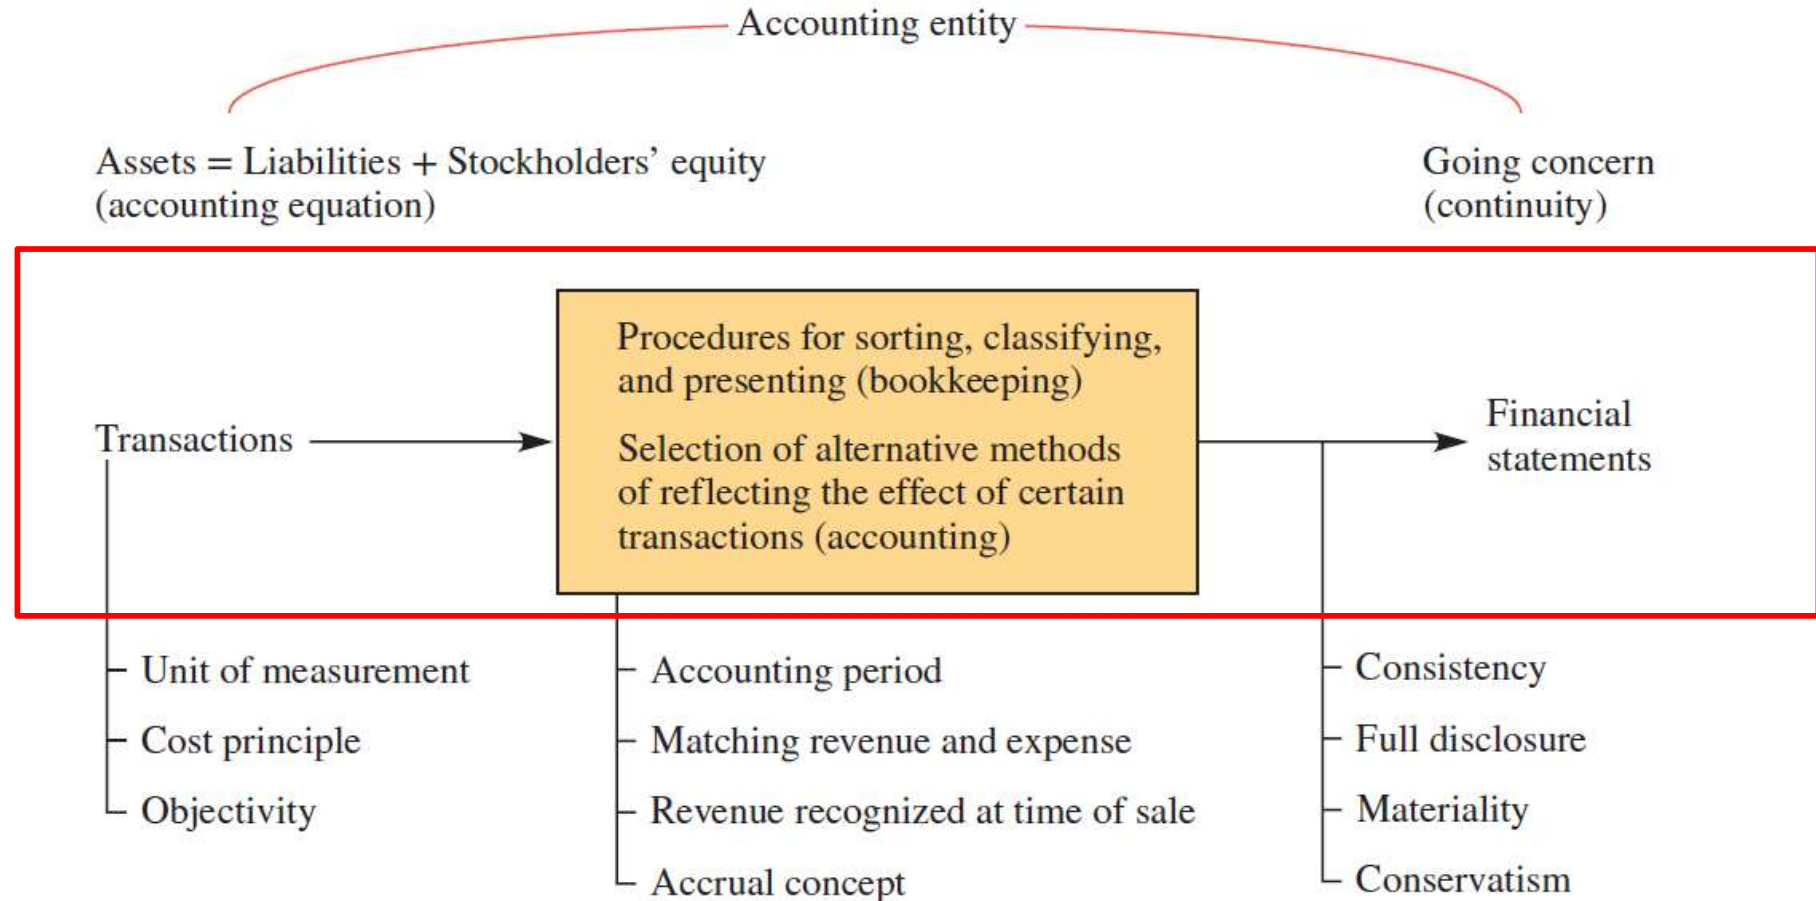 Accounting entity
Assets = Liabilities + Stockholders’ equity
(accounting equation)
Going concern
(continuity)
Transactions
Procedures for sorting, classifying,
and presenting (bookkeeping)
Selection of alternative methods
of reflecting the effect of certain
transactions (accounting)
Financial
statements
Unit of measurement
Cost principle
Objectivity
Accounting period
Matching revenue and expense
Revenue recognized at time of sale
Accrual concept
Consistency
Full disclosure
Materiality
Conservatism